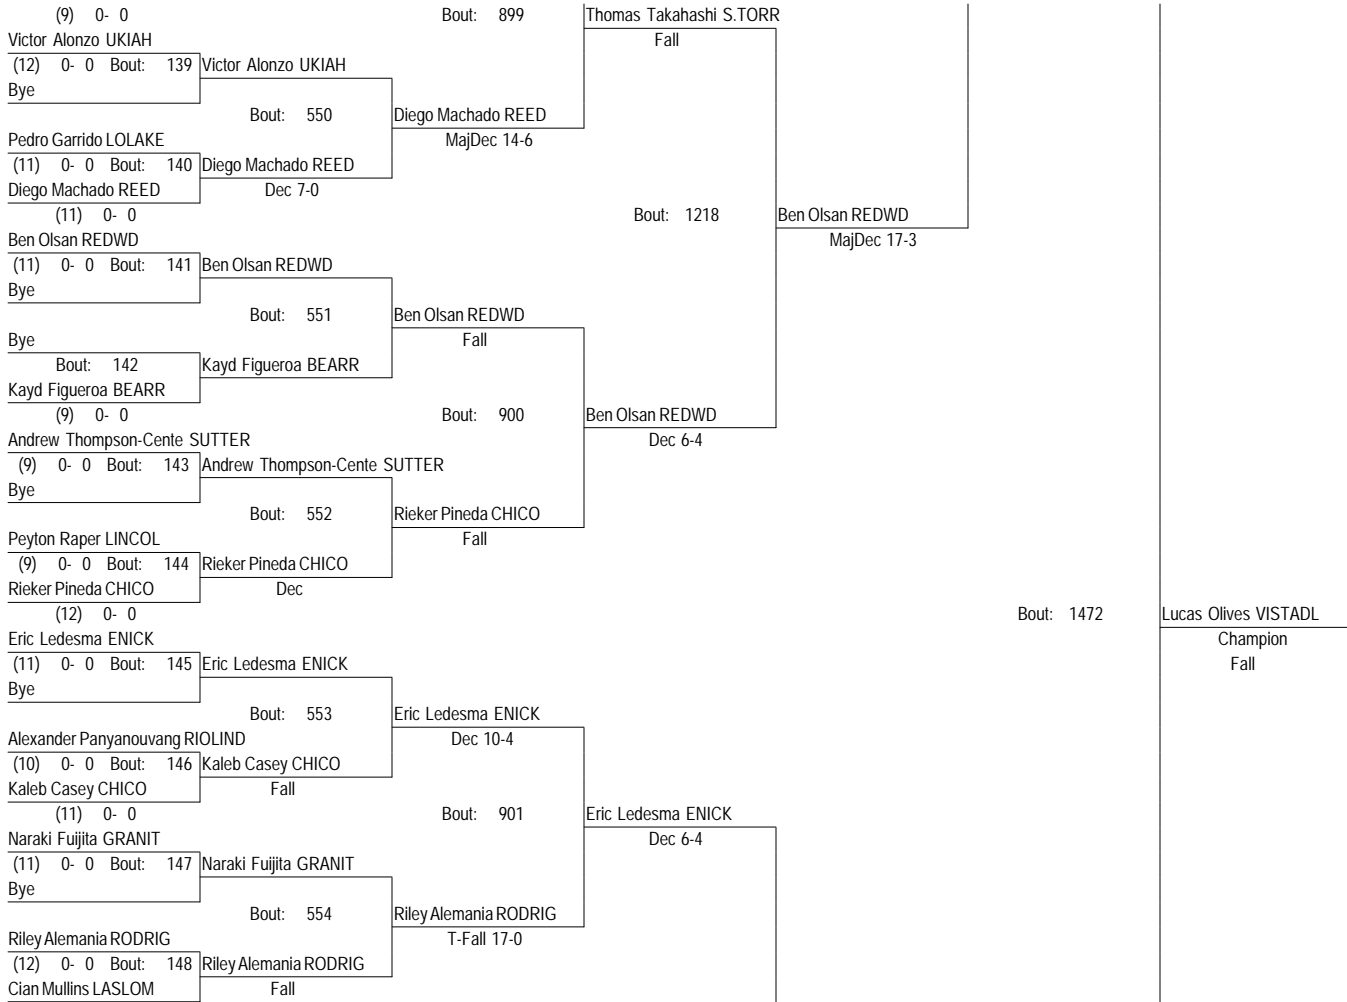 (9) 0- 0 Bout: 899 Thomas Takahashi S.TORR
Victor Alonzo UKIAH Fall
(12) 0- 0 Bout: 139 Victor Alonzo UKIAH
Bye
Bout: 550 Diego Machado REED
Pedro Garrido LOLAKE MajDec 14-6
(11) 0- 0 Bout: 140 Diego Machado REED
Diego Machado REED Dec 7-0
(11) 0- 0 Bout: 1218 Ben Olsan REDWD
Ben Olsan REDWD MajDec 17-3
(11) 0- 0 Bout: 141 Ben Olsan REDWD
Bye
Bout: 551 Ben Olsan REDWD
Bye Fall
Bout: 142 Kayd Figueroa BEARR
Kayd Figueroa BEARR
(9) 0- 0 Bout: 900 Ben Olsan REDWD
Andrew Thompson-Cente SUTTER Dec 6-4
(9) 0- 0 Bout: 143 Andrew Thompson-Cente SUTTER
Bye
Bout: 552 Rieker Pineda CHICO
Peyton Raper LINCOL Fall
(9) 0- 0 Bout: 144 Rieker Pineda CHICO
Rieker Pineda CHICO Dec
(12) 0- 0 Bout: 1472 Lucas Olives VISTADL
Eric Ledesma ENICK Champion
(11) 0- 0 Bout: 145 Eric Ledesma ENICK Fall
Bye
Bout: 553 Eric Ledesma ENICK
Alexander Panyanouvang RIOLIND Dec 10-4
(10) 0- 0 Bout: 146 Kaleb Casey CHICO
Kaleb Casey CHICO Fall
(11) 0- 0 Bout: 901 Eric Ledesma ENICK
Naraki Fuijita GRANIT Dec 6-4
(11) 0- 0 Bout: 147 Naraki Fuijita GRANIT
Bye
Bout: 554 Riley Alemania RODRIG
Riley Alemania RODRIG T-Fall 17-0
(12) 0- 0 Bout: 148 Riley Alemania RODRIG
Cian Mullins LASLOM Fall